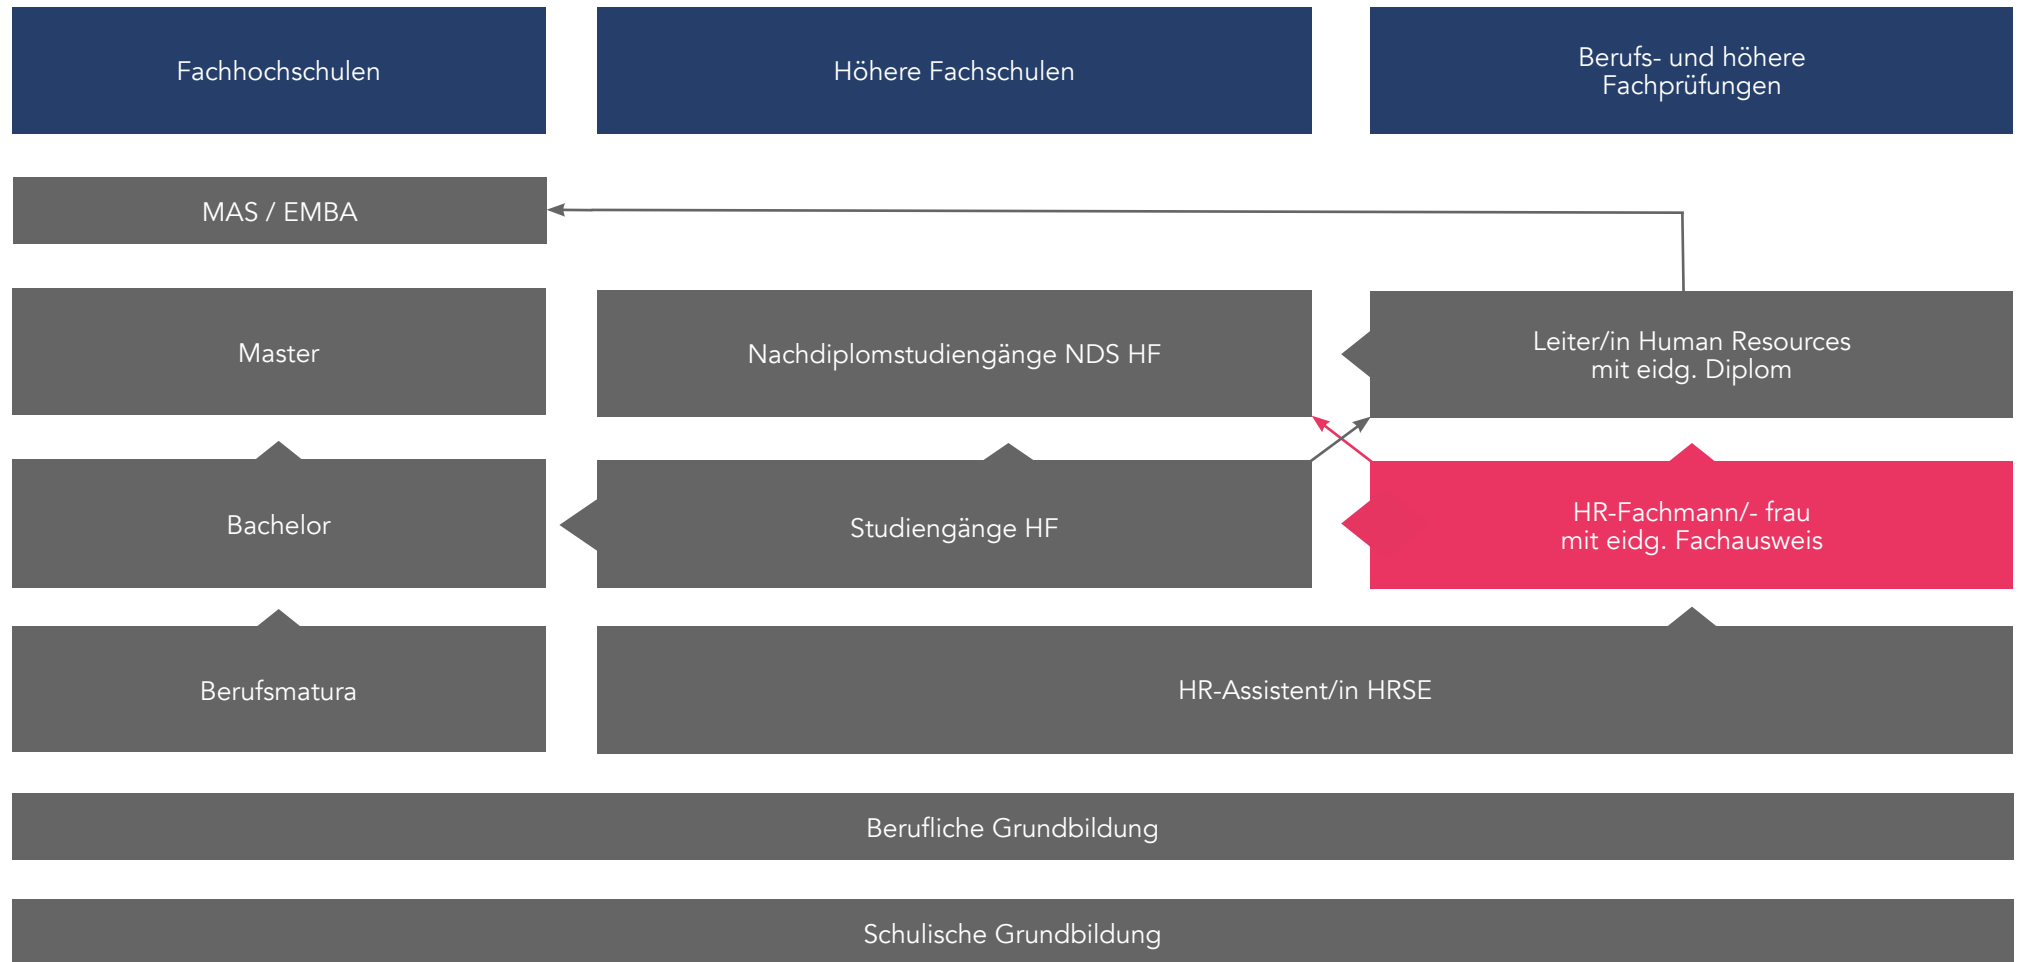 Fachhochschulen
Höhere Fachschulen
Berufs- und höhere
Fachprüfungen
MAS / EMBA
Master
Nachdiplomstudiengänge NDS HF
Leiter/in Human Resources
mit eidg. Diplom
Bachelor
Studiengänge HF
HR-Fachmann/- frau
mit eidg. Fachausweis
Berufsmatura
HR-Assistent/in HRSE
Berufliche Grundbildung
Schulische Grundbildung